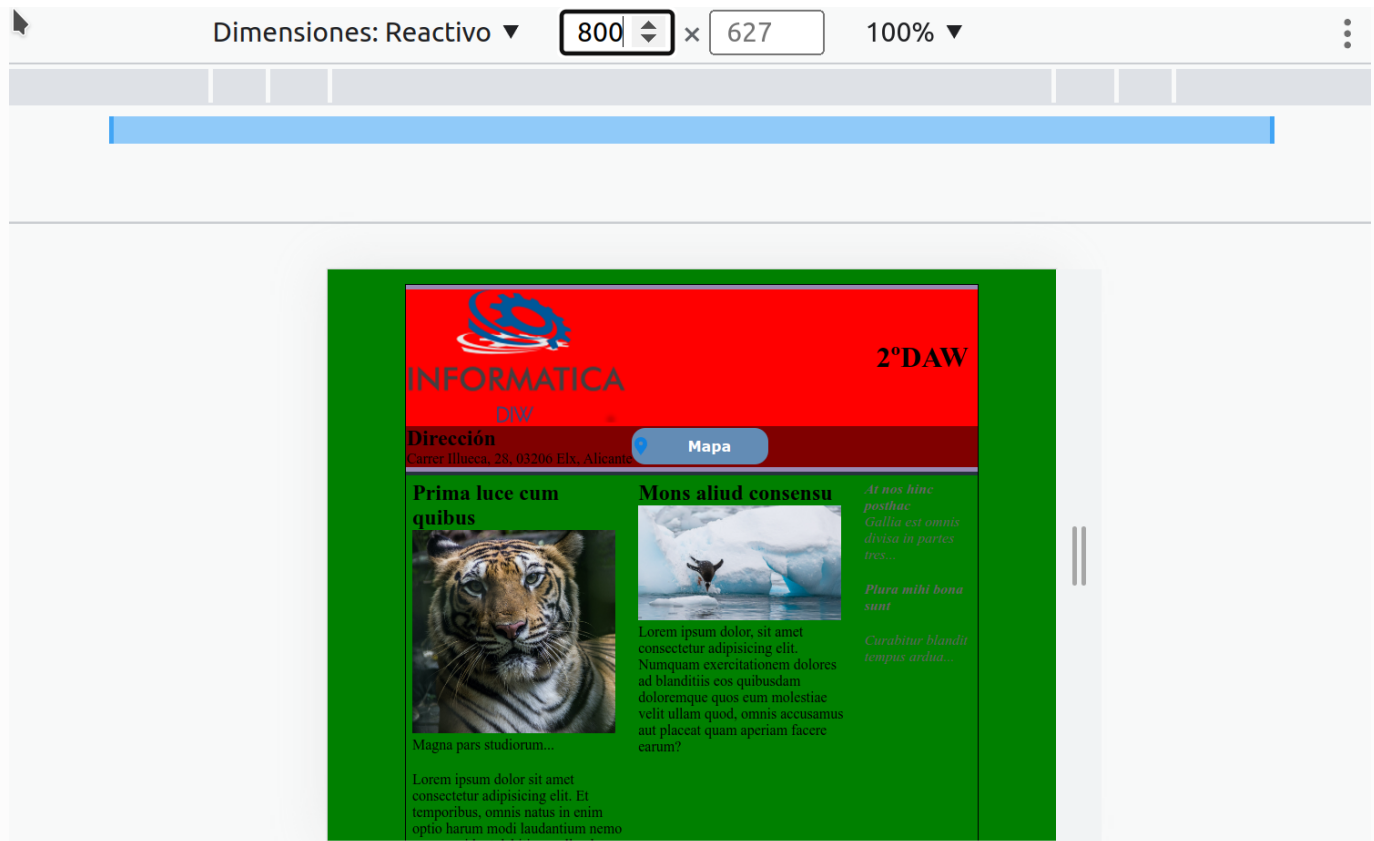 Dimensiones: Reactivo ▼ 800 × 627 100% ▼
INFORMATICA
DIW
2ºDAW
Dirección
Carrer Illueca, 28, 03206 Elx, Alicante
Mapa
Prima luce cum
quibus
Magna pars studiorum...
Lorem ipsum dolor sit amet
consectetur adipisicing elit. Et
temporibus, omnis natus in enim
optio harum modi laudantium nemo
Mons aliud consensu
Lorem ipsum dolor, sit amet
consectetur adipisicing elit.
Numquam exercitationem dolores
ad blanditiis eos quibusdam
doloremque quos eum molestiae
velit ullam quod, omnis accusamus
aut placeat quam aperiam facere
earum?
At nos hinc
posthac
Gallia est omnis
divisa in partes
tres...
Plura mihi bona
sunt
Curabitur blandit
tempus ardua...